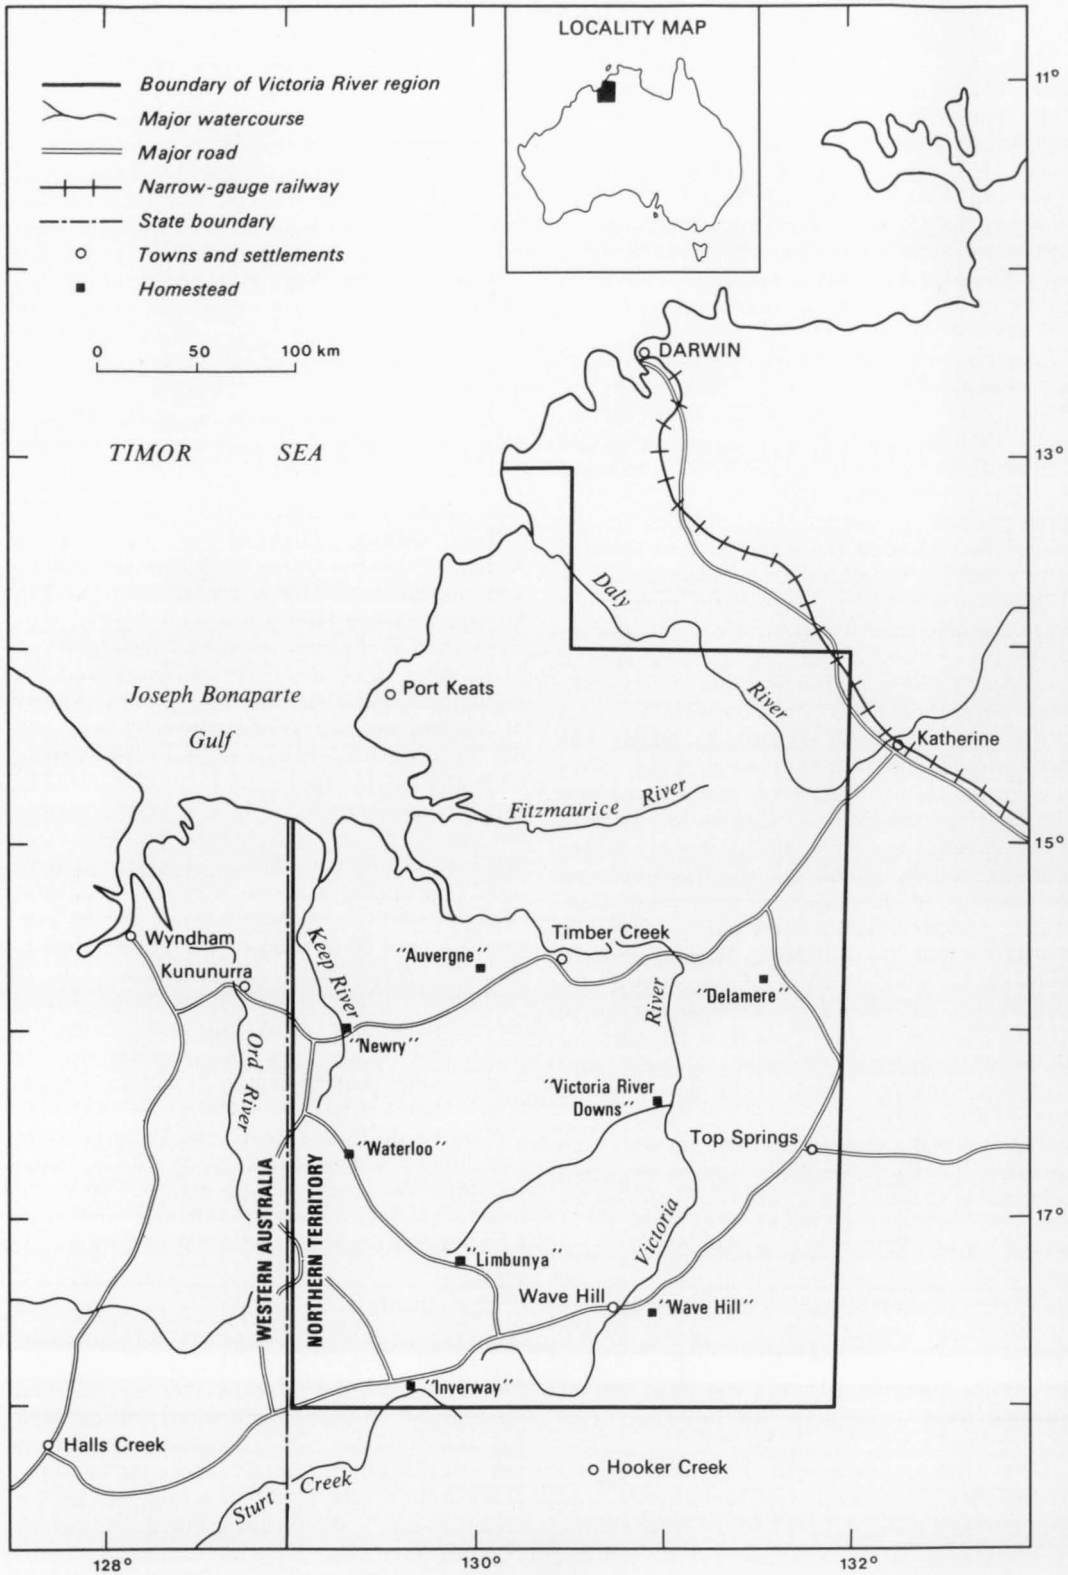 LOCALITY MAP
Boundary of Victoria River region
Major watercourse
Major road
Narrow-gauge railway
State boundary
Towns and settlements
Homestead
0 50 100 km
11°
DARWIN
TIMOR SEA
13°
Daly
River
Joseph Bonaparte
Gulf
Port Keats
Katherine
Fitzmaurice River
15°
Wyndham
Kununurra
Keep River
"Auvergne"
Timber Creek
"Delamere"
River
"Newry"
Ord River
"Victoria River
Downs"
Top Springs
"Waterloo"
WESTERN AUSTRALIA
NORTHERN TERRITORY
17°
Victoria
"Limbunya"
Wave Hill
"Wave Hill"
"Inverway"
Halls Creek
Hooker Creek
Sturt Creek
128°
130°
132°